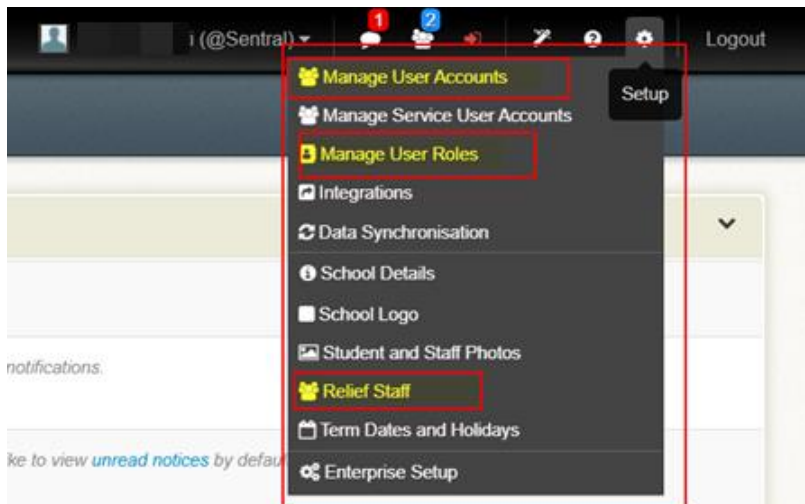 1 2
i (@Sentral) Logout
Setup
Manage User Accounts
Manage Service User Accounts
Manage User Roles
Integrations
Data Synchronisation
School Details
School Logo
Student and Staff Photos
Relief Staff
Term Dates and Holidays
Enterprise Setup
notifications.
ke to view unread notices by defau